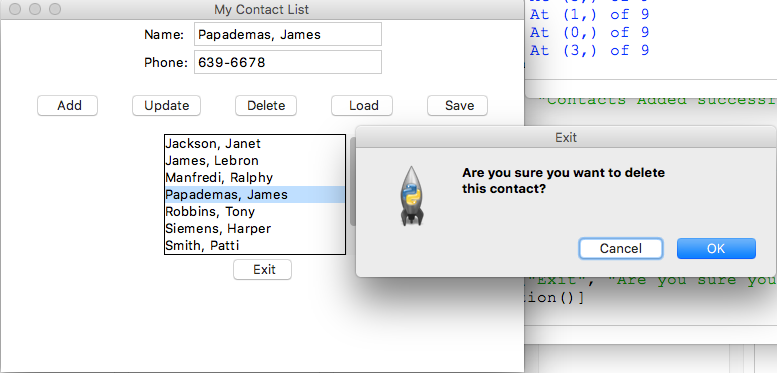 My Contact List
Name: Papademas, James
Phone: 639-6678
Add Update Delete Load Save
Jackson, Janet
James, Lebron
Manfredi, Ralphy
Papademas, James
Robbins, Tony
Siemens, Harper
Smith, Patti
Exit
At (1,) of 9
At (0,) of 9
At (3,) of 9
"Contacts Added successi
Exit
Are you sure you want to delete
this contact?
Cancel OK
"Exit", "Are you sure you
tion()]